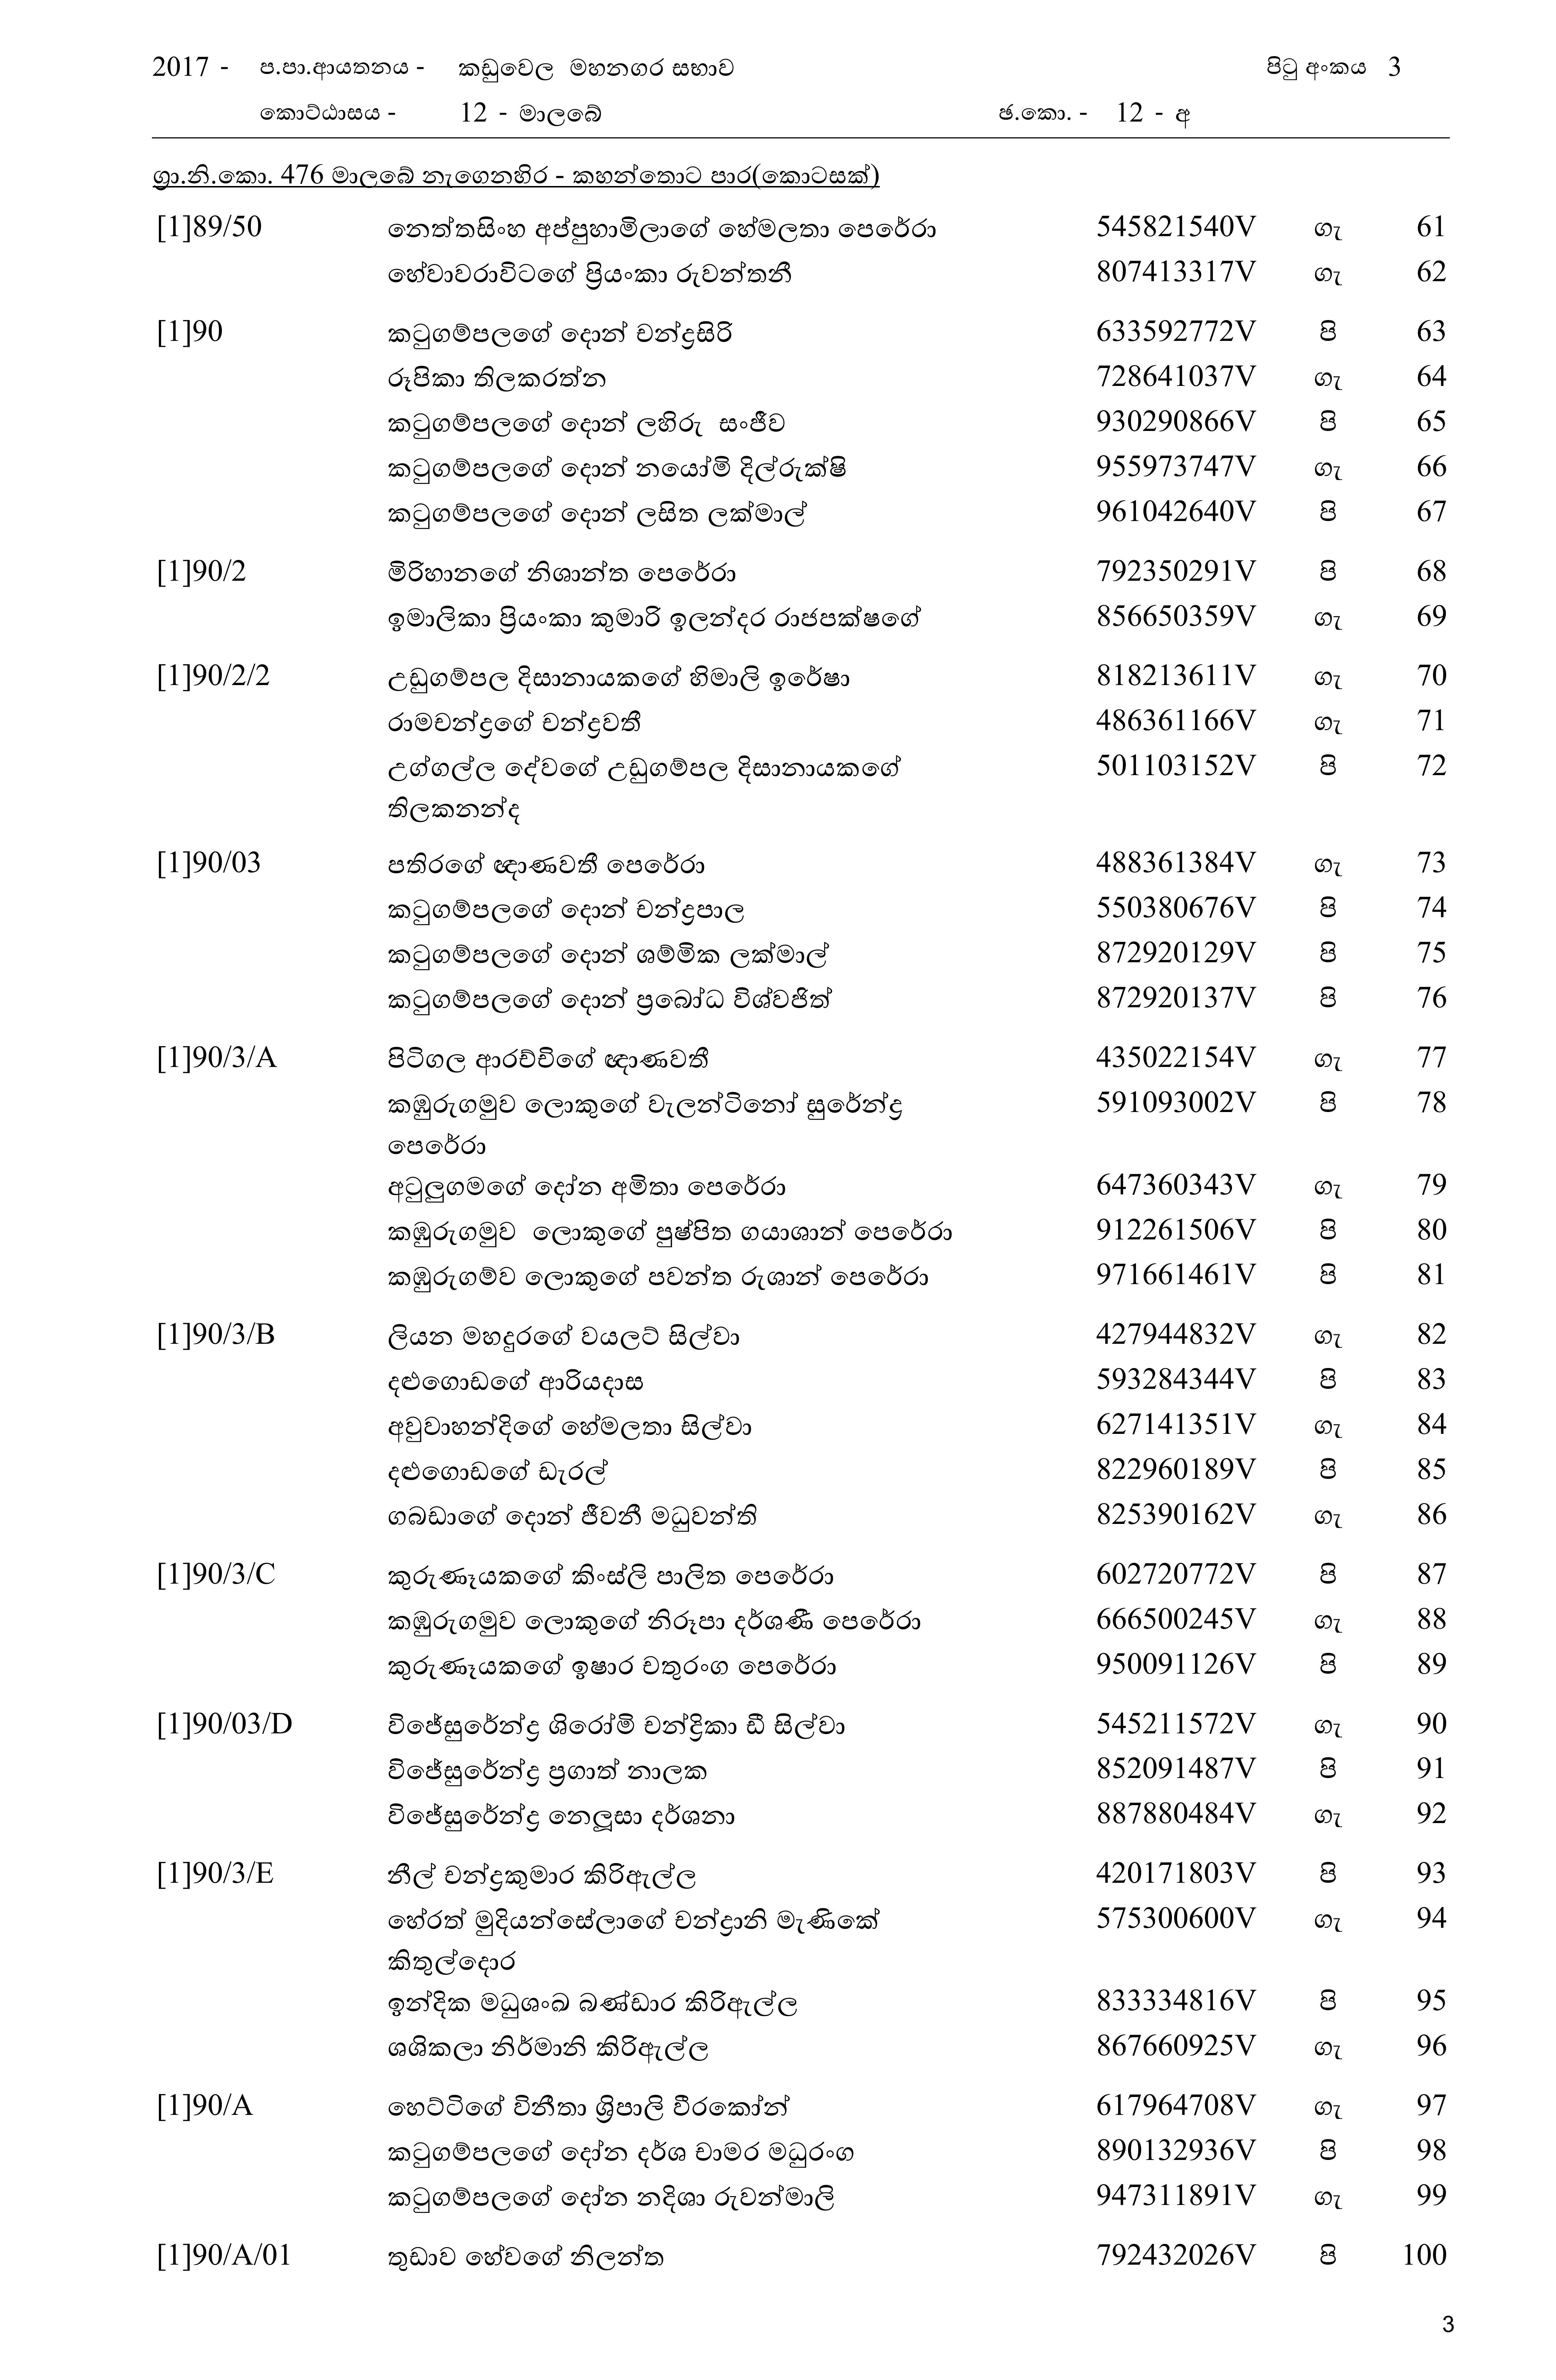 2017 - ප.පා.ආයතනය - කඩුවෙල මහනගර සභාව පිටු අංකය 3
කොට්ඨාසය - 12 - මාලබේ ඡ.කො. - 12 - අ
ග්‍රා.නි.කො. 476 මාලබේ නැගෙනහිර - කහන්තොට පාර(කොටසක්)
[1]89/50 නෙත්තසිංහ අප්පුහාමිලාගේ හේමලතා පෙරේරා 545821540V ගැ 61
හේවාවරාවිටගේ ප්‍රියංකා රුවන්තනී 807413317V ගැ 62
[1]90 කටුගම්පලගේ දොන් චන්ද්‍රසිරි 633592772V පි 63
රූපිකා තිලකරත්න 728641037V ගැ 64
කටුගම්පලගේ දොන් ලහිරු සංජීව 930290866V පි 65
කටුගම්පලගේ දොන් නයෝමි දිල්රුක්ෂි 955973747V ගැ 66
කටුගම්පලගේ දොන් ලසිත ලක්මාල් 961042640V පි 67
[1]90/2 මිරිහානගේ නිශාන්ත පෙරේරා 792350291V පි 68
ඉමාලිකා ප්‍රියංකා කුමාරි ඉලන්දර රාජපක්ෂගේ 856650359V ගැ 69
[1]90/2/2 උඩුගම්පල දිසානායකගේ හිමාලි ඉරේෂා 818213611V ගැ 70
රාමචන්ද්‍රගේ චන්ද්‍රවතී 486361166V ගැ 71
උග්ගල්ල දේවගේ උඩුගම්පල දිසානායකගේ 501103152V පි 72
තිලකනන්ද
[1]90/03 පතිරගේ ඥාණවතී පෙරේරා 488361384V ගැ 73
කටුගම්පලගේ දොන් චන්ද්‍රපාල 550380676V පි 74
කටුගම්පලගේ දොන් ශම්මික ලක්මාල් 872920129V පි 75
කටුගම්පලගේ දොන් ප්‍රබෝධ විශ්වජිත් 872920137V පි 76
[1]90/3/A පිටිගල ආරච්චිගේ ඥාණවතී 435022154V ගැ 77
කඹුරුගමුව ලොකුගේ වැලන්ටිනෝ සුරේන්ද්‍ර 591093002V පි 78
පෙරේරා
අටුලුගමගේ දෝන අමිතා පෙරේරා 647360343V ගැ 79
කඹුරුගමුව ලොකුගේ පුෂ්පිත ගයාශාන් පෙරේරා 912261506V පි 80
කඹුරුගම්ව ලොකුගේ පවන්ත රුශාන් පෙරේරා 971661461V පි 81
[1]90/3/B ලියන මහදුරගේ වයලට් සිල්වා 427944832V ගැ 82
දළුගොඩගේ ආරියදාස 593284344V පි 83
අවුවාහන්දිගේ හේමලතා සිල්වා 627141351V ගැ 84
දළුගොඩගේ ඩැරල් 822960189V පි 85
ගබඩාගේ දොන් ජීවනී මධුවන්ති 825390162V ගැ 86
[1]90/3/C කුරුණෑයකගේ කිංස්ලි පාලිත පෙරේරා 602720772V පි 87
කඹුරුගමුව ලොකුගේ නිරූපා දර්ශණී පෙරේරා 666500245V ගැ 88
කුරුණෑයකගේ ඉෂාර චතුරංග පෙරේරා 950091126V පි 89
[1]90/03/D විජේසුරේන්ද්‍ර ශිරෝමි චන්ද්‍රිකා ඩී සිල්වා 545211572V ගැ 90
විජේසුරේන්ද්‍ර ප්‍රගාත් නාලක 852091487V පි 91
විජේසුරේන්ද්‍ර නෙලූසා දර්ශනා 887880484V ගැ 92
[1]90/3/E නීල් චන්ද්‍රකුමාර කිරිඇල්ල 420171803V පි 93
හේරත් මුදියන්සේලාගේ චන්ද්‍රානි මැණිකේ 575300600V ගැ 94
කිතුල්දොර
ඉන්දික මධුශංඛ බණ්ඩාර කිරිඇල්ල 833334816V පි 95
ශශිකලා නිර්මානි කිරිඇල්ල 867660925V ගැ 96
[1]90/A හෙට්ටිගේ විනීතා ශ්‍රිපාලි වීරකෝන් 617964708V ගැ 97
කටුගම්පලගේ දෝන දර්ශ චාමර මධුරංග 890132936V පි 98
කටුගම්පලගේ දෝන නදිශා රුවන්මාලි 947311891V ගැ 99
[1]90/A/01 තුඩාව හේවගේ නිලන්ත 792432026V පි 100
3